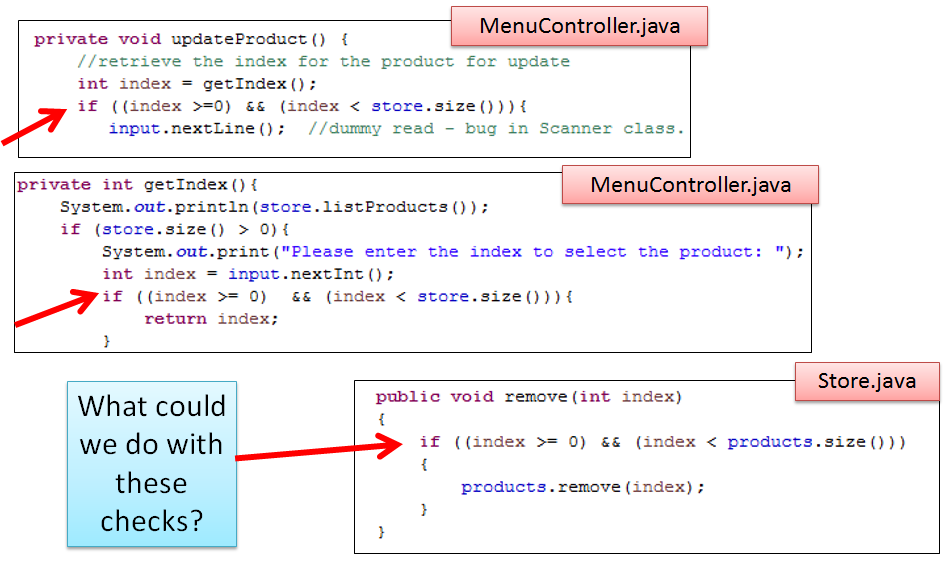 MenuController.java
private void updateProduct() {
//retrieve the index for the product for update
int index = getIndex();
if ((index >=0) && (index < store.size())){
input.nextLine();  //dummy read - bug in Scanner class.
MenuController.java
private int getIndex(){
System.out.println(store.listProducts());
if (store.size() > 0){
System.out.print("Please enter the index to select the product: ");
int index = input.nextInt();
if ((index >= 0)  && (index < store.size())){
return index;
}
Store.java
What could
we do with
these
checks?
public void remove(int index)
{
if ((index >= 0) && (index < products.size()))
{
products.remove(index);
}
}